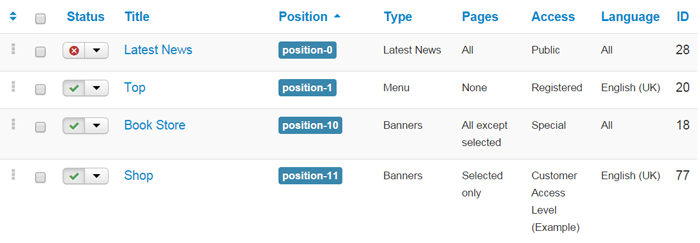 Status Title Position Type Pages Access Language ID
Latest News position-0 Latest News All Public All 28
Top position-1 Menu None Registered English (UK) 20
Book Store position-10 Banners All except Special All 18
selected
Shop position-11 Banners Selected Customer English (UK) 77
only Access
Level
(Example)